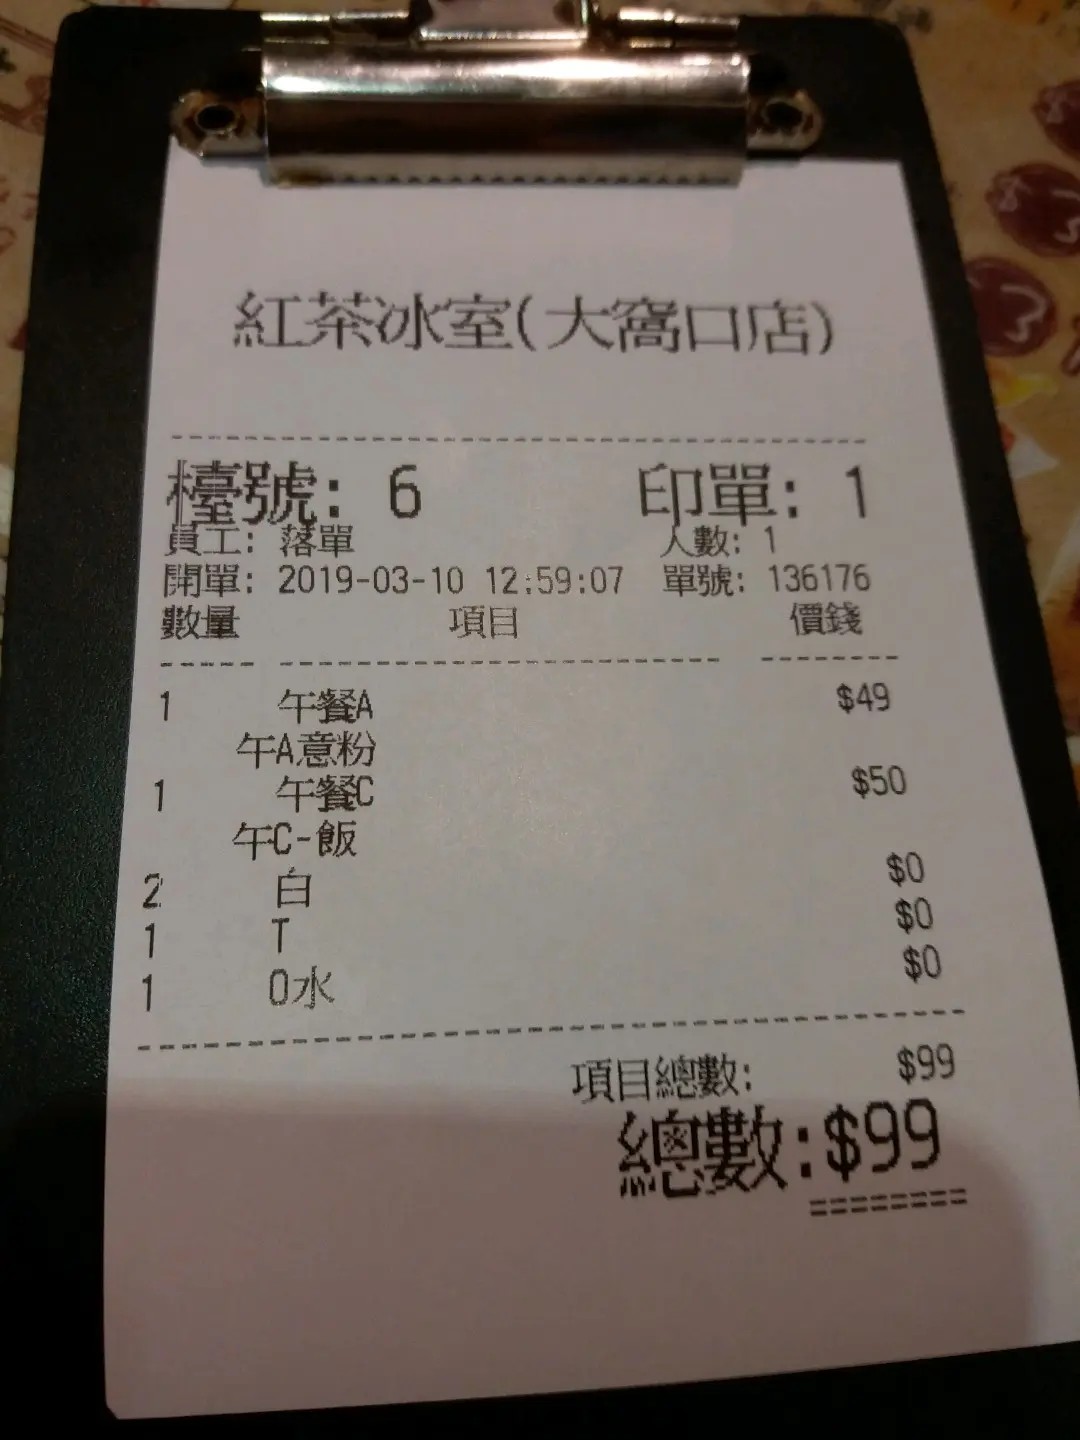 紅茶冰室(大窩口店)
檯號: 6 印單: 1
員工: 落單 人數: 1
開單: 2019-03-10 12:59:07 單號: 136176
數量 項目 價錢
1 午餐A $49
午A意粉
1 午餐C $50
午C-飯
2 白 $0
1 T $0
1 O水 $0
項目總數: $99
總數:$99